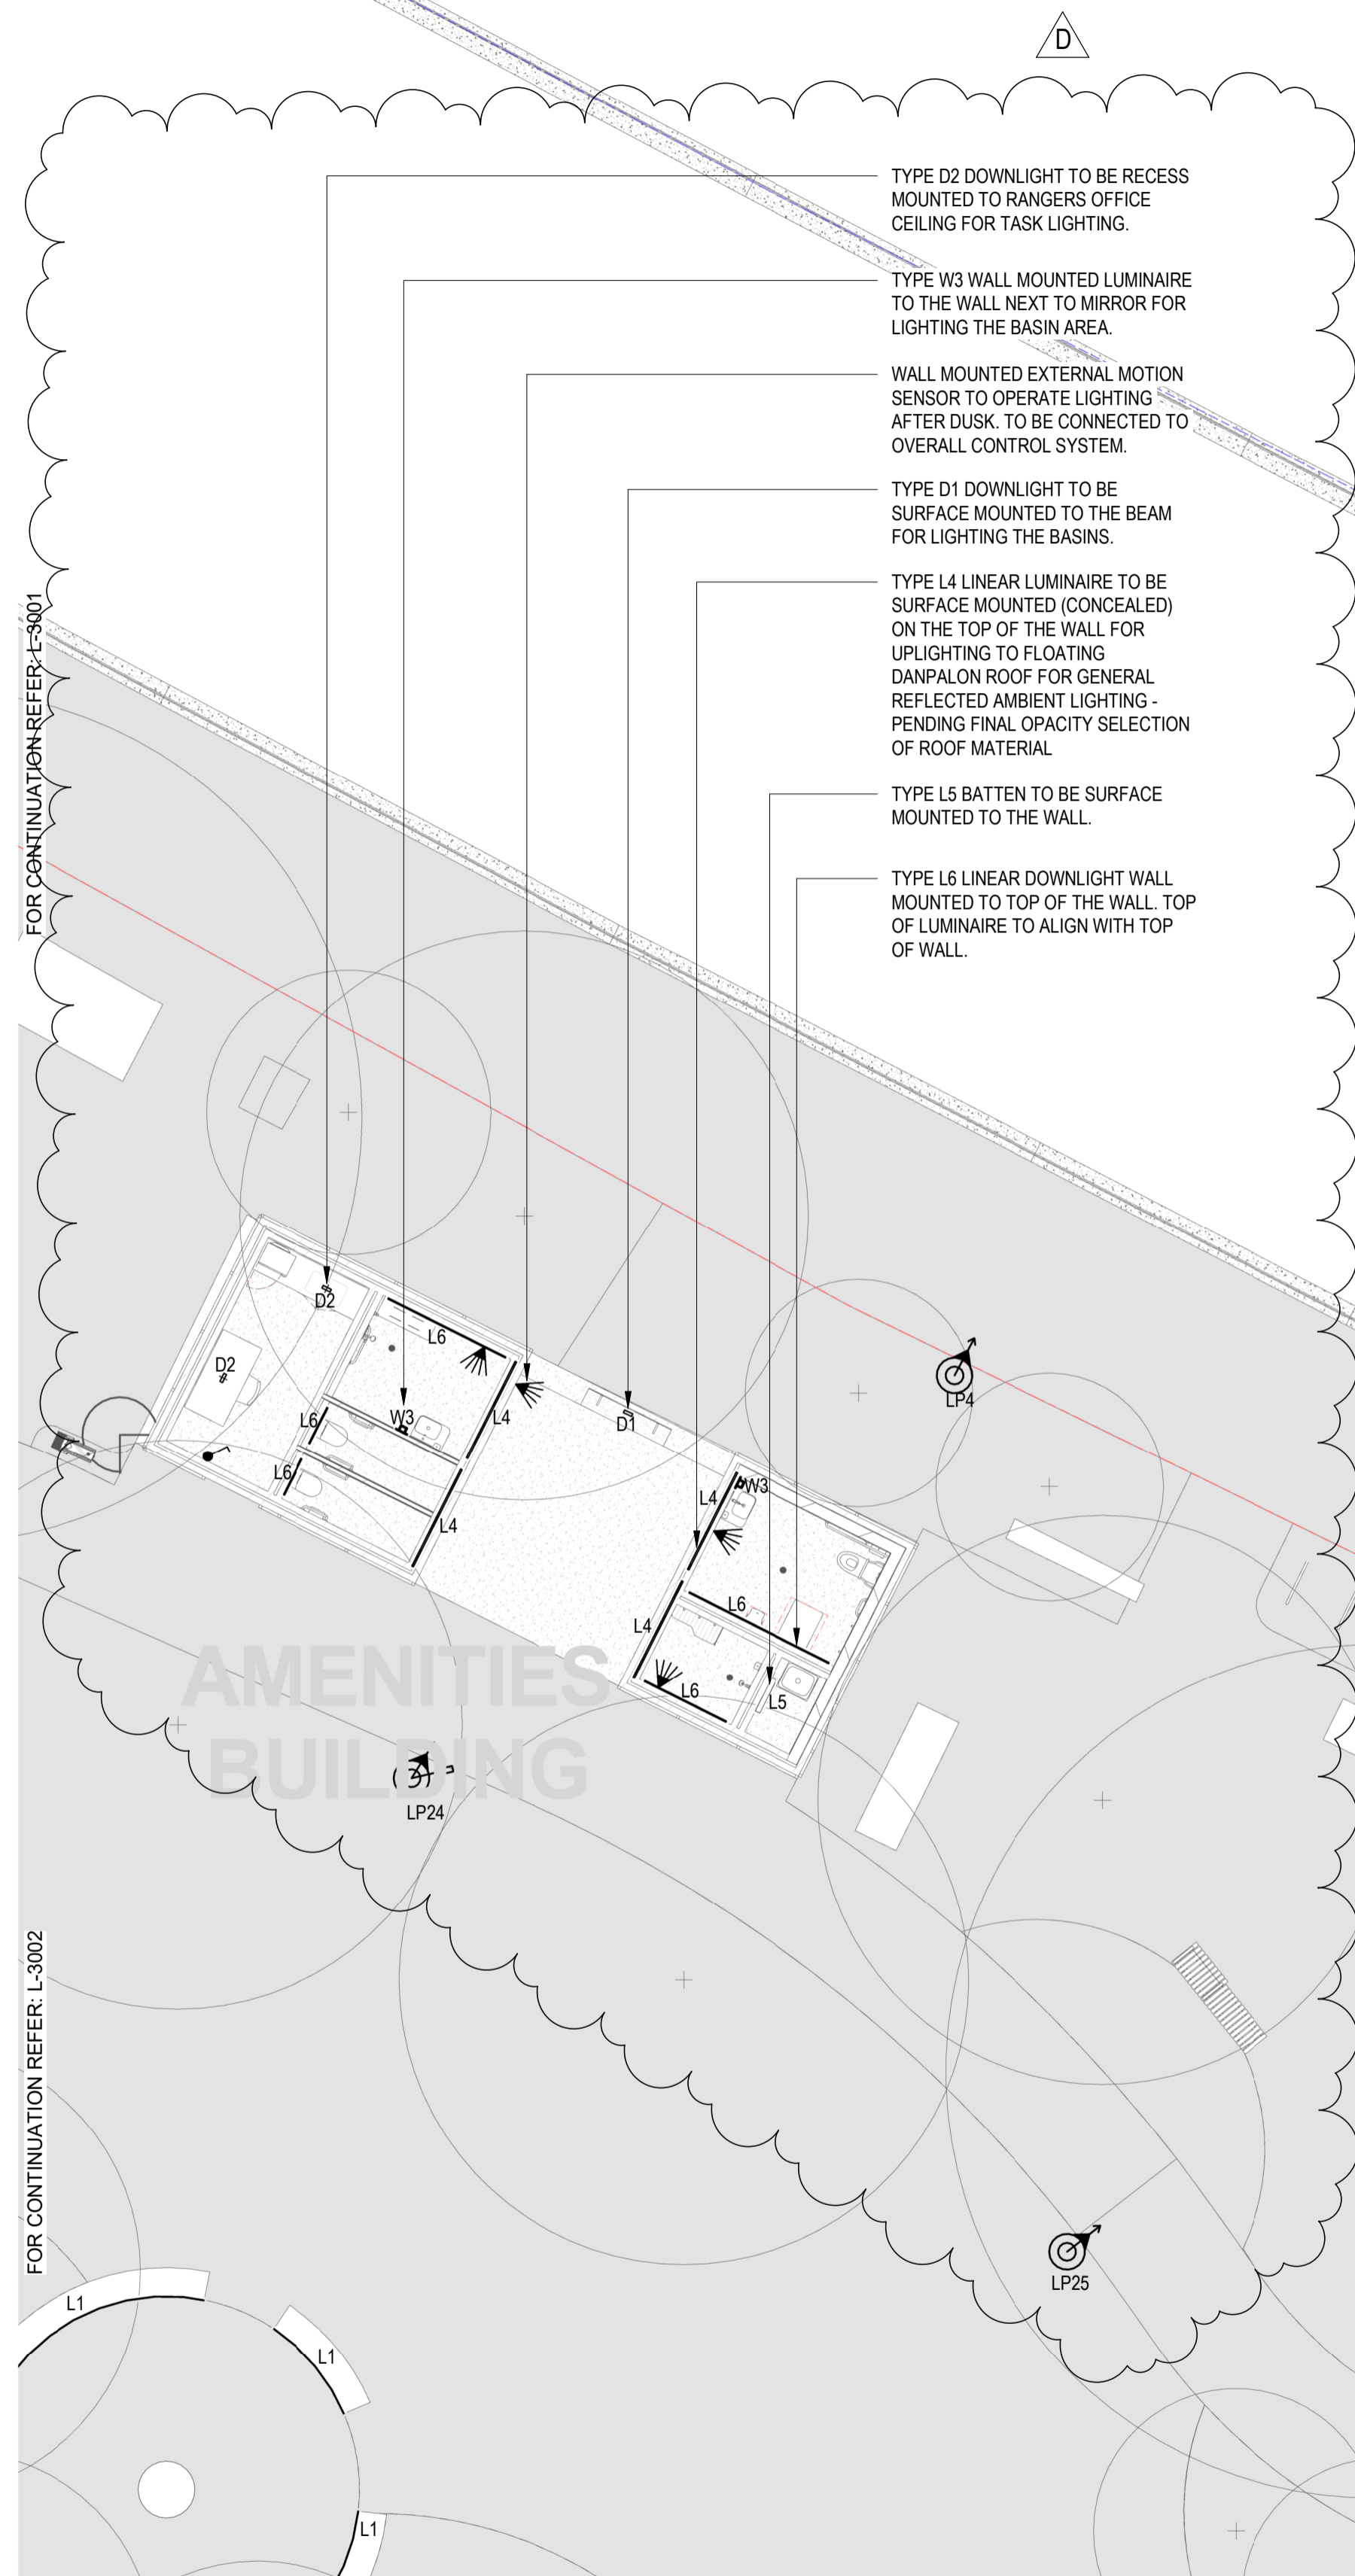 D
TYPE D2 DOWNLIGHT TO BE RECESS
MOUNTED TO RANGERS OFFICE
CEILING FOR TASK LIGHTING.
TYPE W3 WALL MOUNTED LUMINAIRE
TO THE WALL NEXT TO MIRROR FOR
LIGHTING THE BASIN AREA.
WALL MOUNTED EXTERNAL MOTION
SENSOR TO OPERATE LIGHTING
AFTER DUSK. TO BE CONNECTED TO
OVERALL CONTROL SYSTEM.
TYPE D1 DOWNLIGHT TO BE
SURFACE MOUNTED TO THE BEAM
FOR LIGHTING THE BASINS.
TYPE L4 LINEAR LUMINAIRE TO BE
SURFACE MOUNTED (CONCEALED)
ON THE TOP OF THE WALL FOR
UPLIGHTING TO FLOATING
DANPALON ROOF FOR GENERAL
REFLECTED AMBIENT LIGHTING -
PENDING FINAL OPACITY SELECTION
OF ROOF MATERIAL
TYPE L5 BATTEN TO BE SURFACE
MOUNTED TO THE WALL.
TYPE L6 LINEAR DOWNLIGHT WALL
MOUNTED TO TOP OF THE WALL. TOP
OF LUMINAIRE TO ALIGN WITH TOP
OF WALL.
FOR CONTINUATION REFER: L-3001
D2
L6
D2
LP4
L6
W3
L4
D1
L6
W3
L4
L4
L6
L4
L6
L5
AMENITIES
BUILDING
(3)
LP24
FOR CONTINUATION REFER: L-3002
LP25
L1
L1
L1